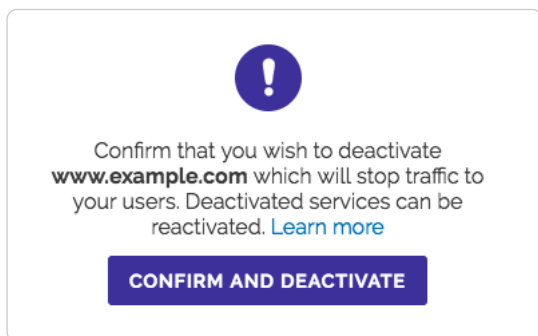 Confirm that you wish to deactivate
www.example.com which will stop traffic to
your users. Deactivated services can be
reactivated. Learn more
CONFIRM AND DEACTIVATE